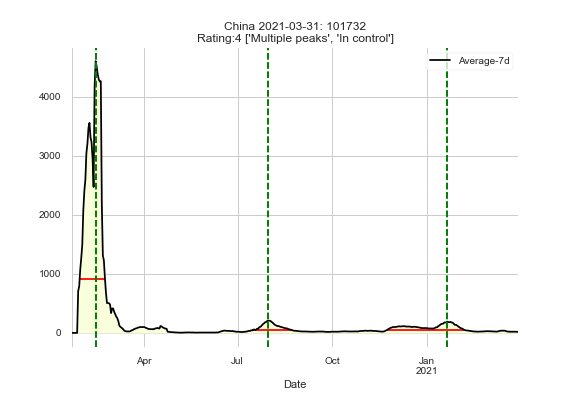 China 2021-03-31: 101732
Rating:4 ['Multiple peaks', 'In control']
Average-7d
4000
3000
2000
1000
0
Apr Jul Oct Jan
2021
Date